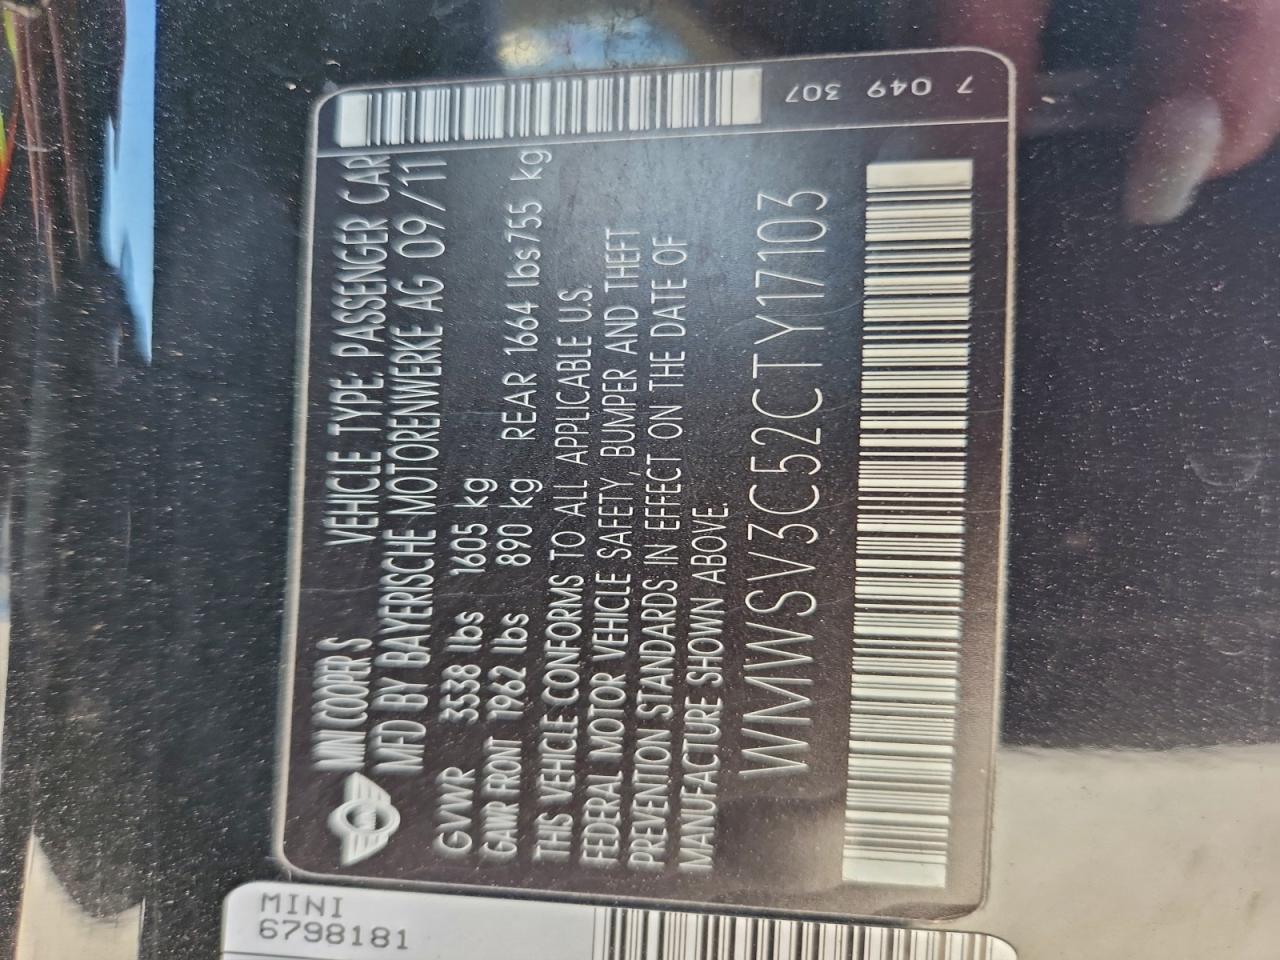 7 049 307
MINI COOPER S VEHICLE TYPE: PASSENGER CAR
MFD BY BAYERISCHE MOTORENWERKE AG 09/11
GVWR 3538 lbs 1605 kg
GAWR FRONT 1962 lbs 890 kg REAR 1664 lbs 755 kg
THIS VEHICLE CONFORMS TO ALL APPLICABLE U.S.
FEDERAL MOTOR VEHICLE SAFETY, BUMPER AND THEFT
PREVENTION STANDARDS IN EFFECT ON THE DATE OF
MANUFACTURE SHOWN ABOVE.
WMWSV3C52CTY17103
MINI
6798181